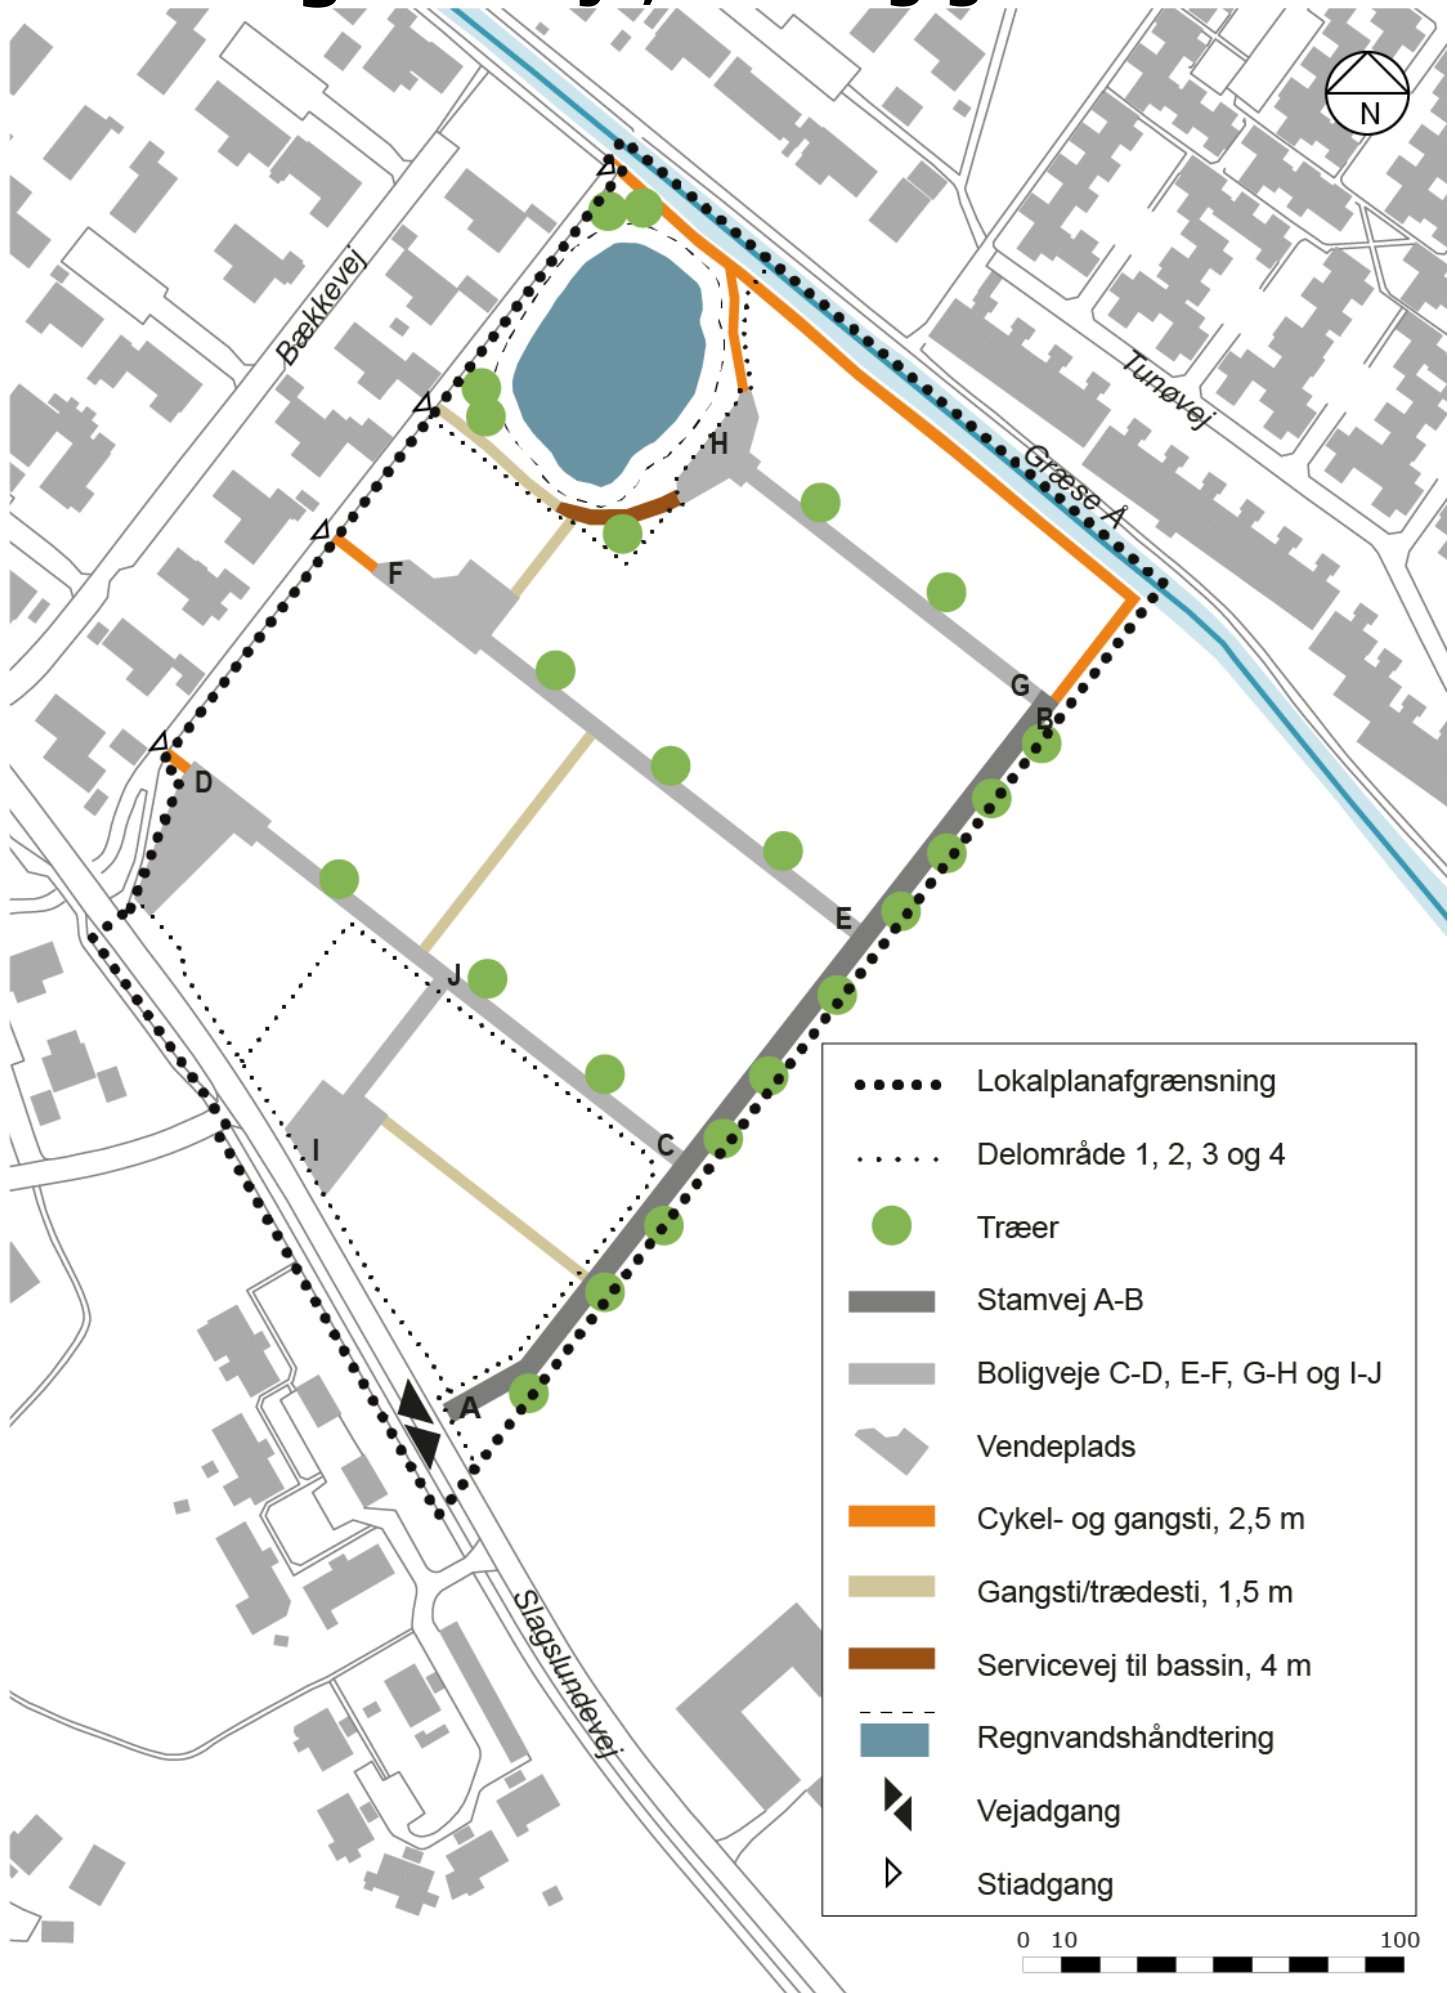 N
Bækkevej
Tunøvej
Græse Å
H
F
G
B
D
E
J
C
I
A
Slagslundevej
Lokalplanafgrænsning
Delområde 1, 2, 3 og 4
Træer
Stamvej A-B
Boligveje C-D, E-F, G-H og I-J
Vendeplads
Cykel- og gangsti, 2,5 m
Gangsti/trædesti, 1,5 m
Servicevej til bassin, 4 m
Regnvandshåndtering
Vejadgang
Stiadgang
0 10 100